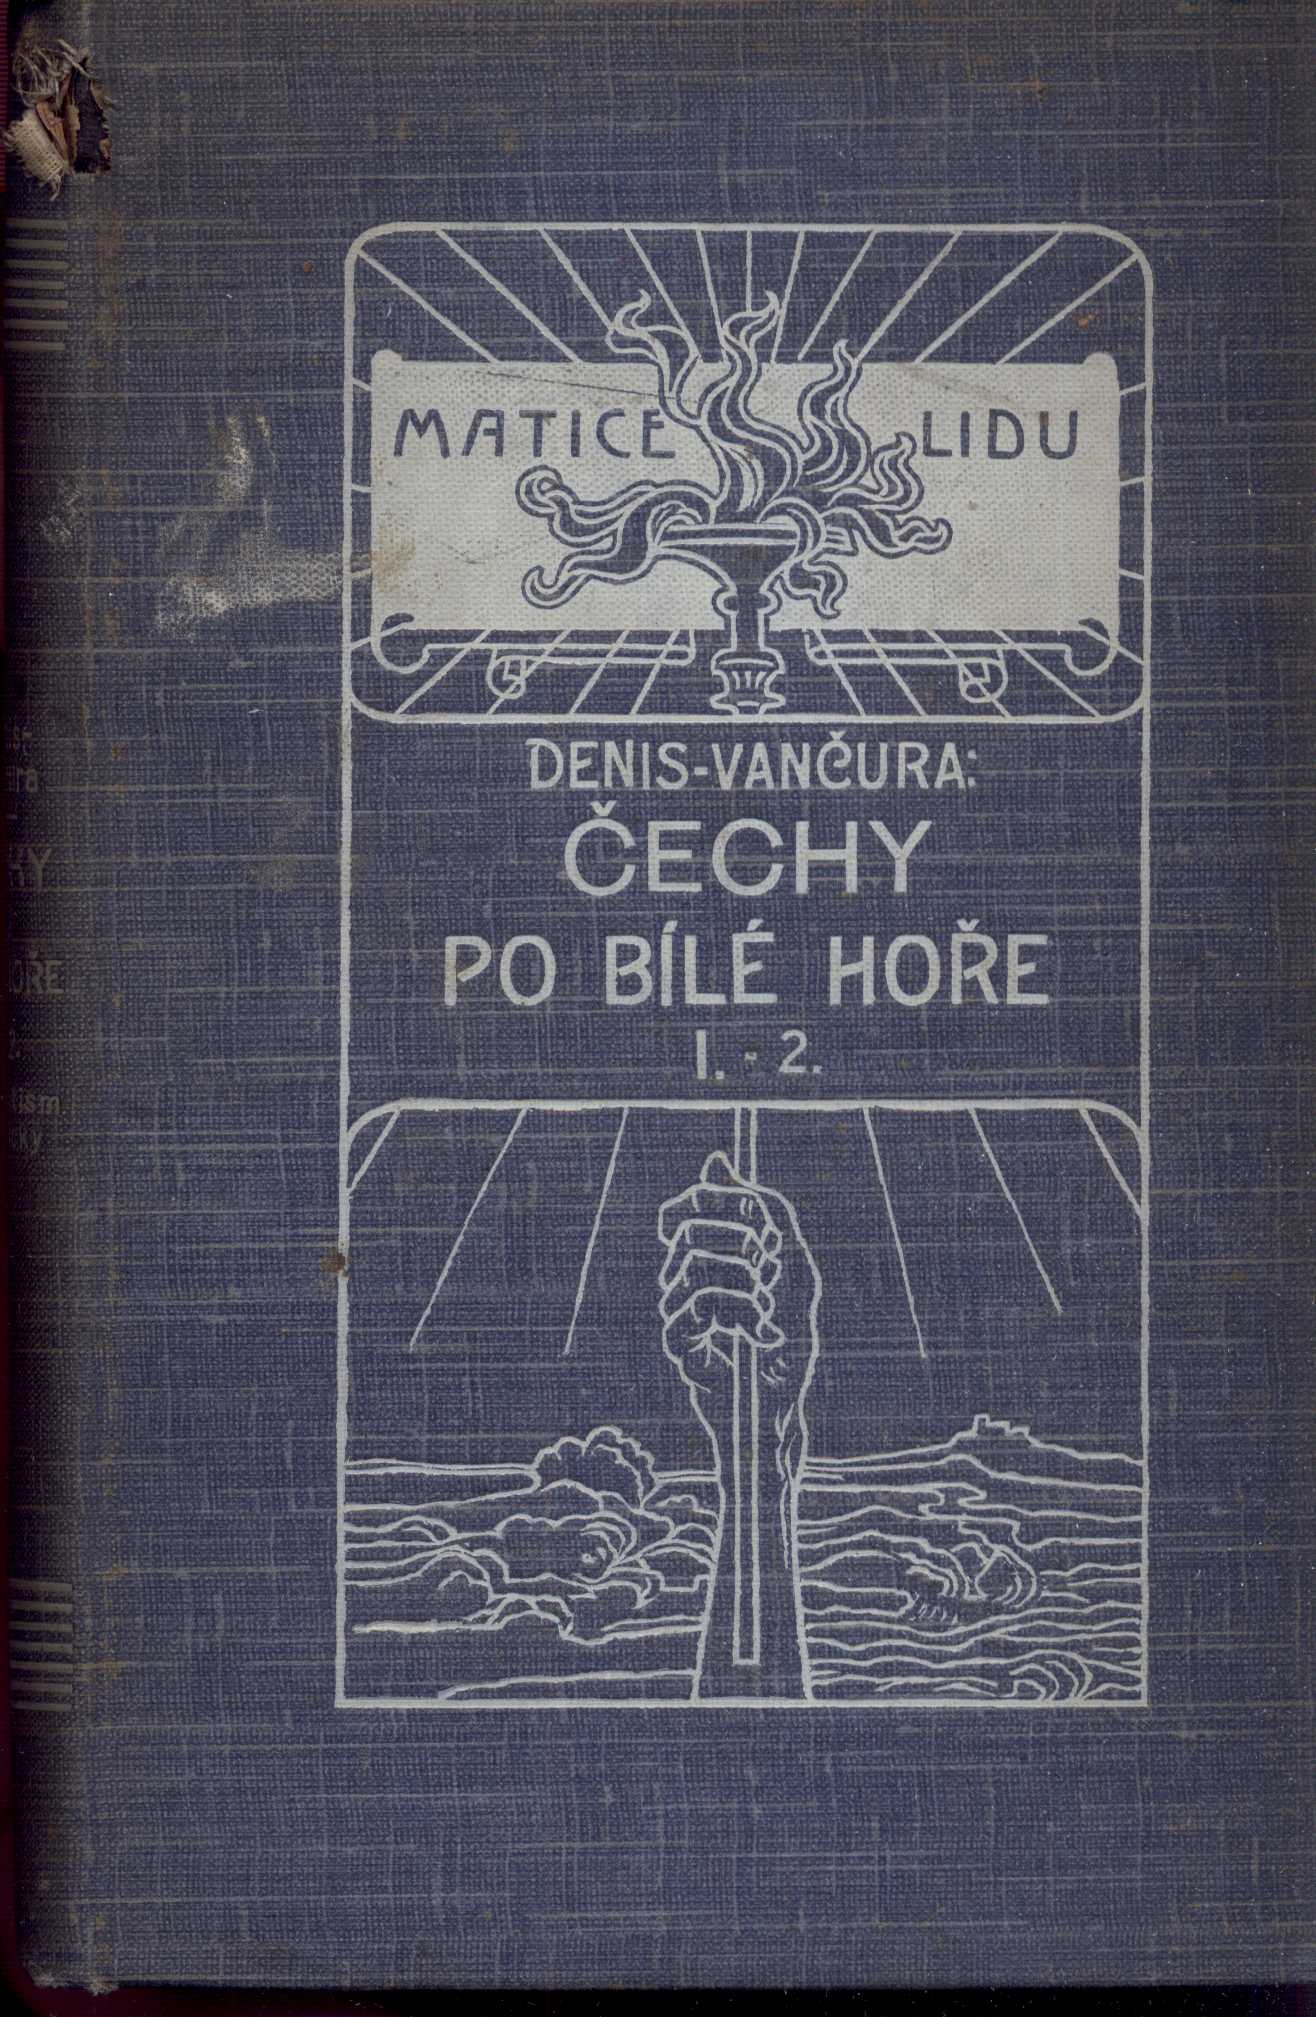 MATICE LIDU
DENIS-VANČURA:
ČECHY
PO BÍLÉ HOŘE
I. - 2.